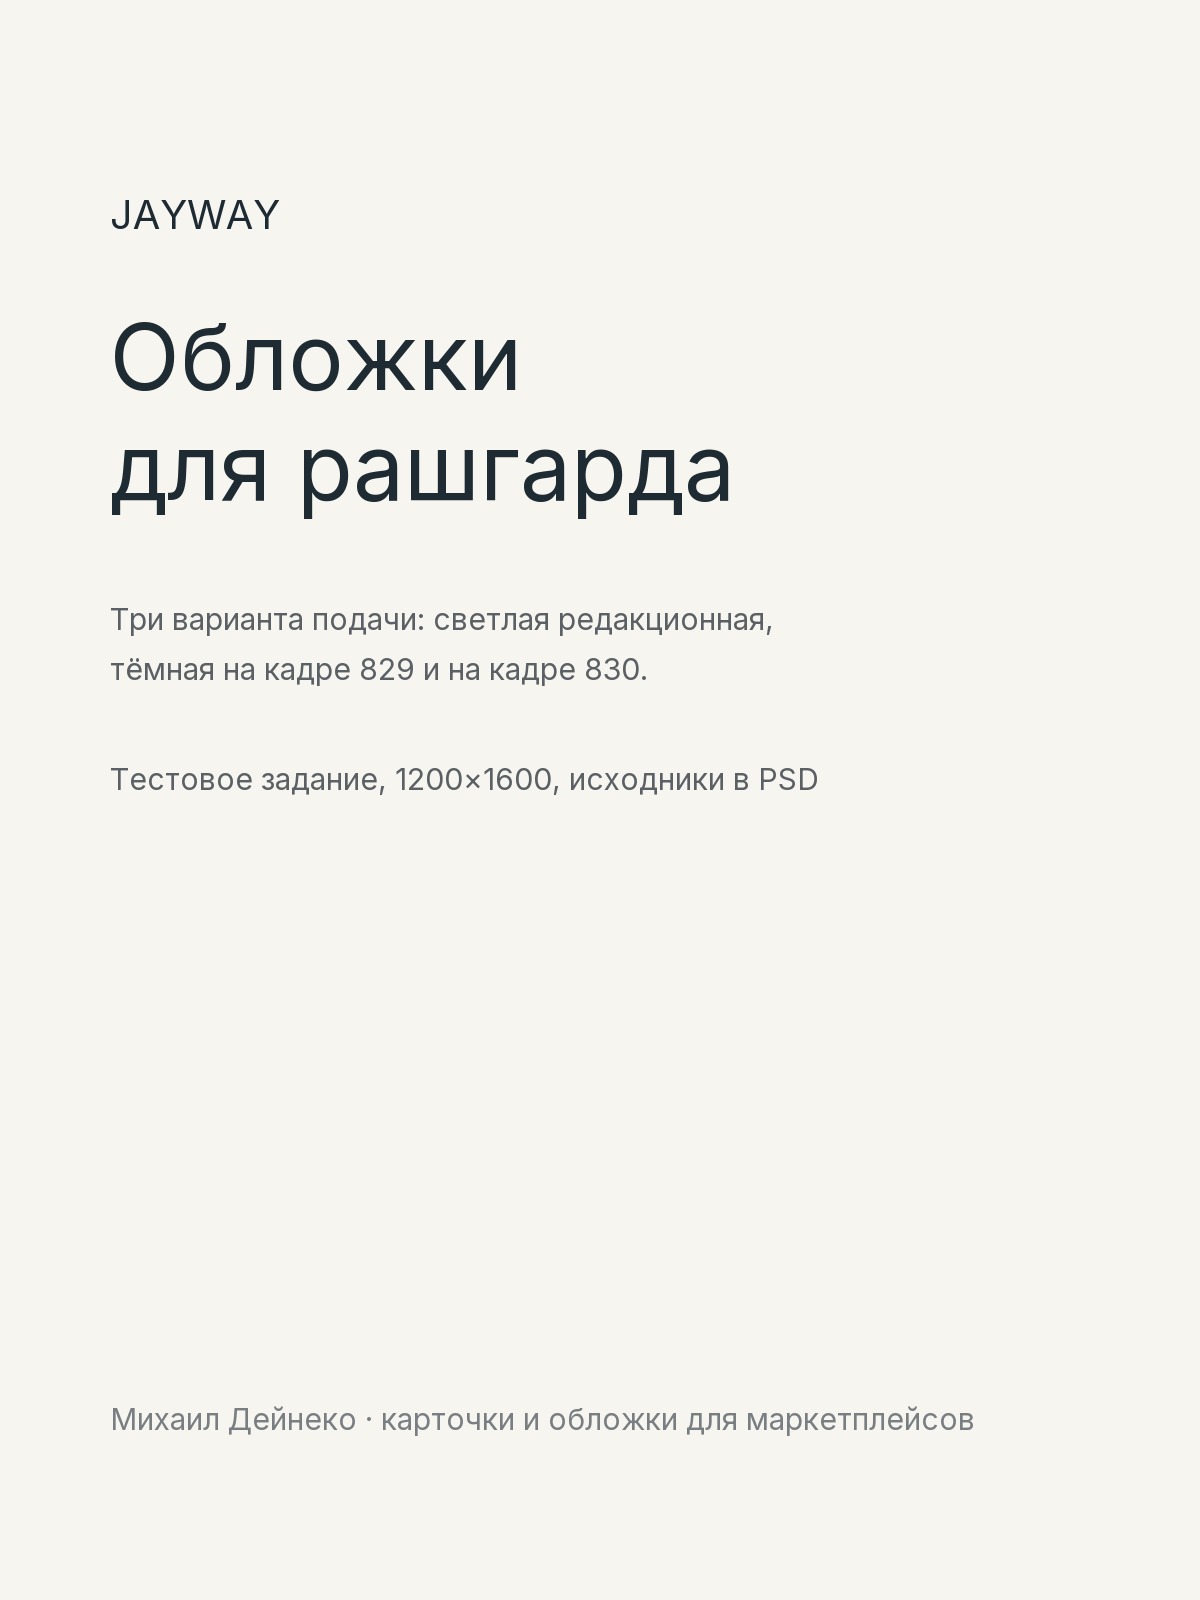 JAYWAY
Обложки
для рашгарда
Три варианта подачи: светлая редакционная,
тёмная на кадре 829 и на кадре 830.
Тестовое задание, 1200×1600, исходники в PSD
Михаил Дейнеко · карточки и обложки для маркетплейсов